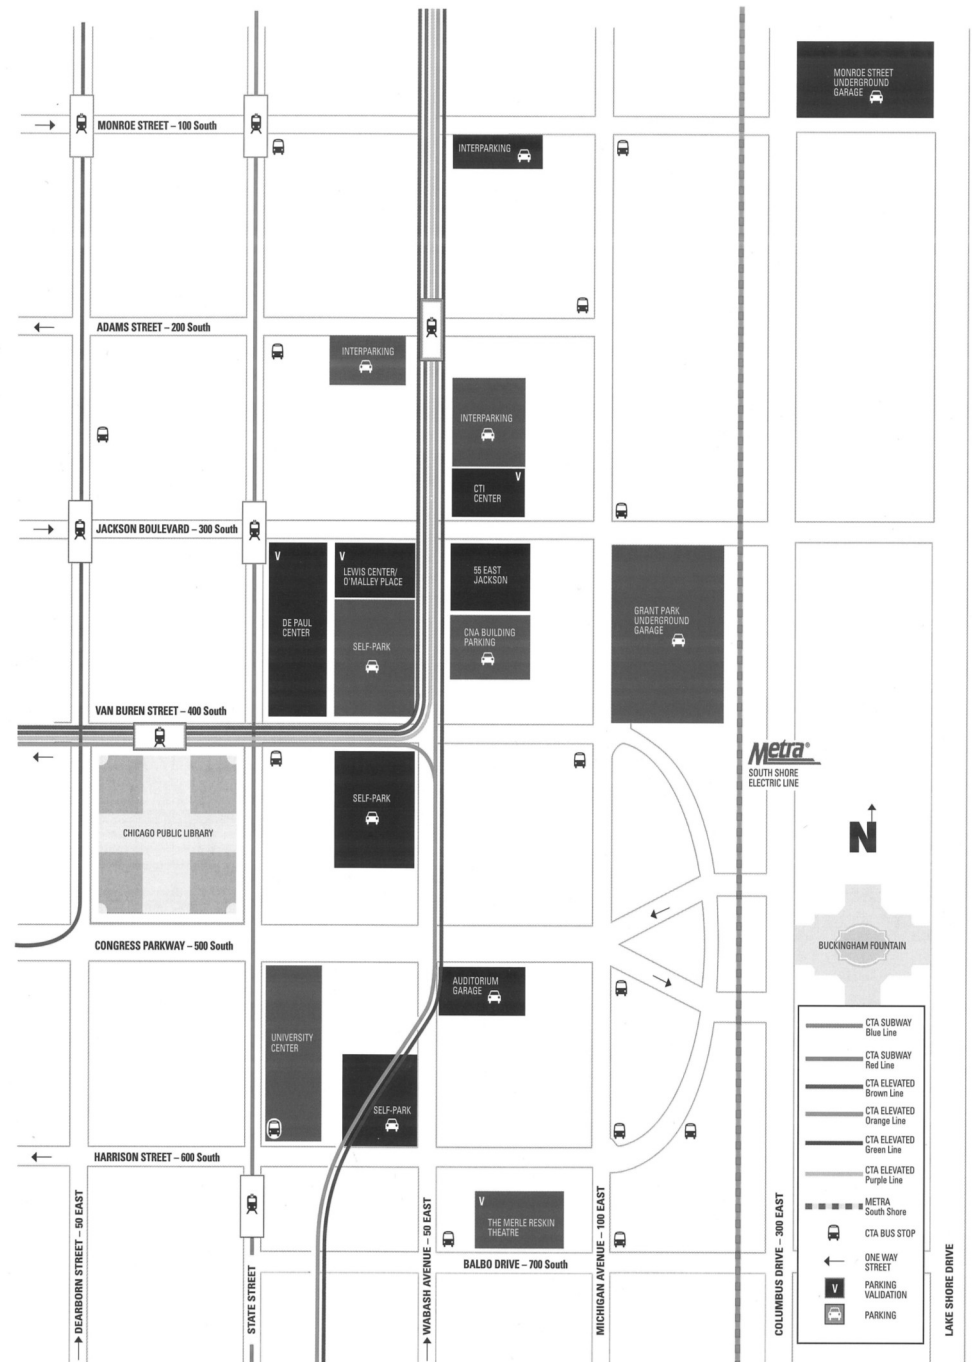 MONROE STREET
UNDERGROUND
GARAGE
MONROE STREET – 100 South
INTERPARKING
ADAMS STREET – 200 South
INTERPARKING
INTERPARKING
V
CTI
CENTER
JACKSON BOULEVARD – 300 South
V
DE PAUL
CENTER
V
LEWIS CENTER/
O'MALLEY PLACE
SELF-PARK
55 EAST
JACKSON
CNA BUILDING
PARKING
GRANT PARK
UNDERGROUND
GARAGE
VAN BUREN STREET – 400 South
Metra®
SOUTH SHORE
ELECTRIC LINE
SELF-PARK
CHICAGO PUBLIC LIBRARY
N
CONGRESS PARKWAY – 500 South
BUCKINGHAM FOUNTAIN
AUDITORIUM
GARAGE
UNIVERSITY
CENTER
SELF-PARK
HARRISON STREET – 600 South
V
THE MERLE RESKIN
THEATRE
BALBO DRIVE – 700 South
DEARBORN STREET – 50 EAST
STATE STREET
WABASH AVENUE – 50 EAST
MICHIGAN AVENUE – 100 EAST
COLUMBUS DRIVE – 300 EAST
LAKE SHORE DRIVE
CTA SUBWAY
Blue Line
CTA SUBWAY
Red Line
CTA ELEVATED
Brown Line
CTA ELEVATED
Orange Line
CTA ELEVATED
Green Line
CTA ELEVATED
Purple Line
METRA
South Shore
CTA BUS STOP
ONE WAY
STREET
V
PARKING
VALIDATION
PARKING